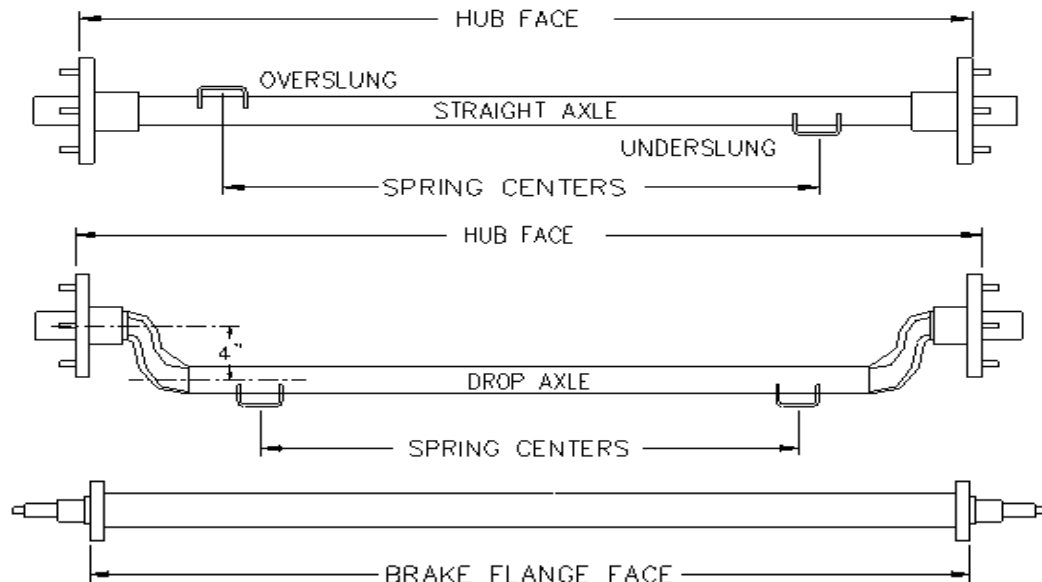 HUB FACE
OVERSLUNG
STRAIGHT AXLE
UNDERSLUNG
SPRING CENTERS
HUB FACE
4"
DROP AXLE
SPRING CENTERS
BRAKE FLANGE FACE